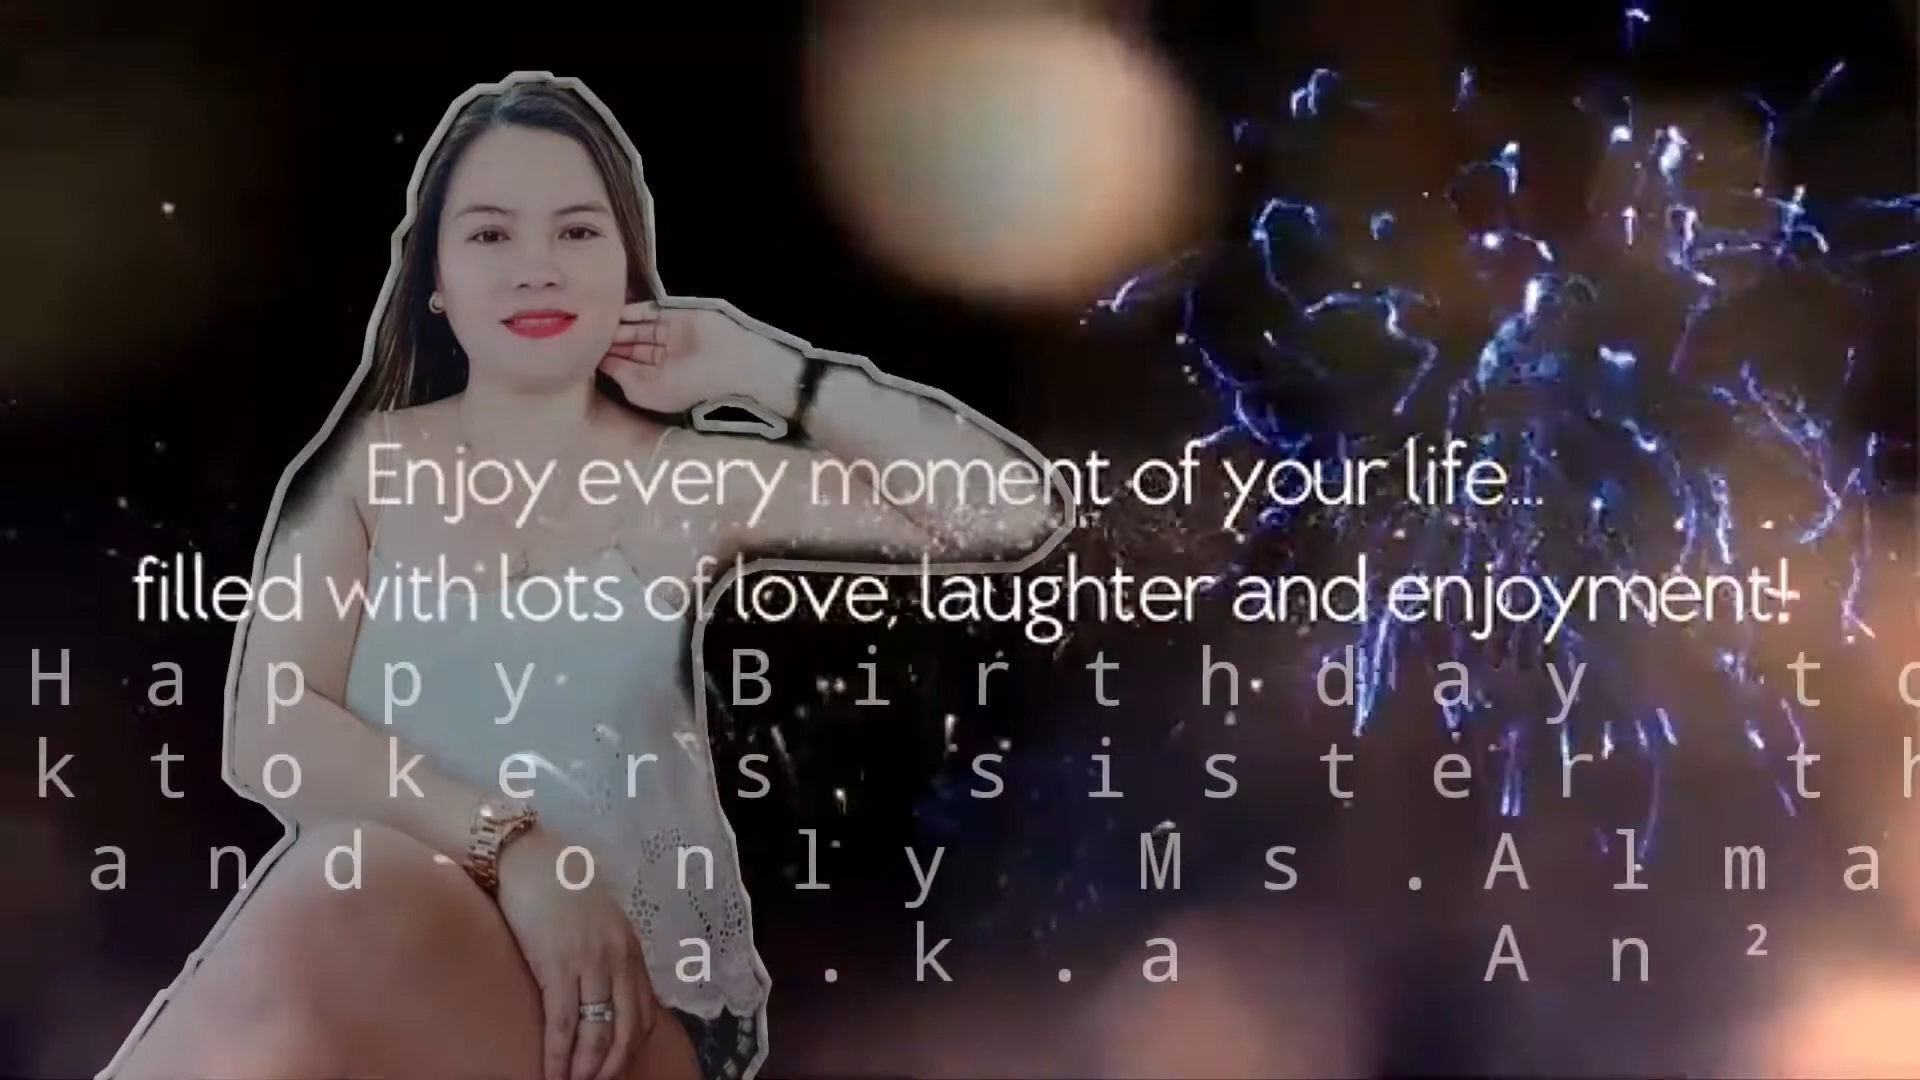 Enjoy every moment of your life...
filled with lots of love, laughter and enjoyment!
Happy Birthday to
ktokers sister th
and only Ms.Alma
a.k.a An²